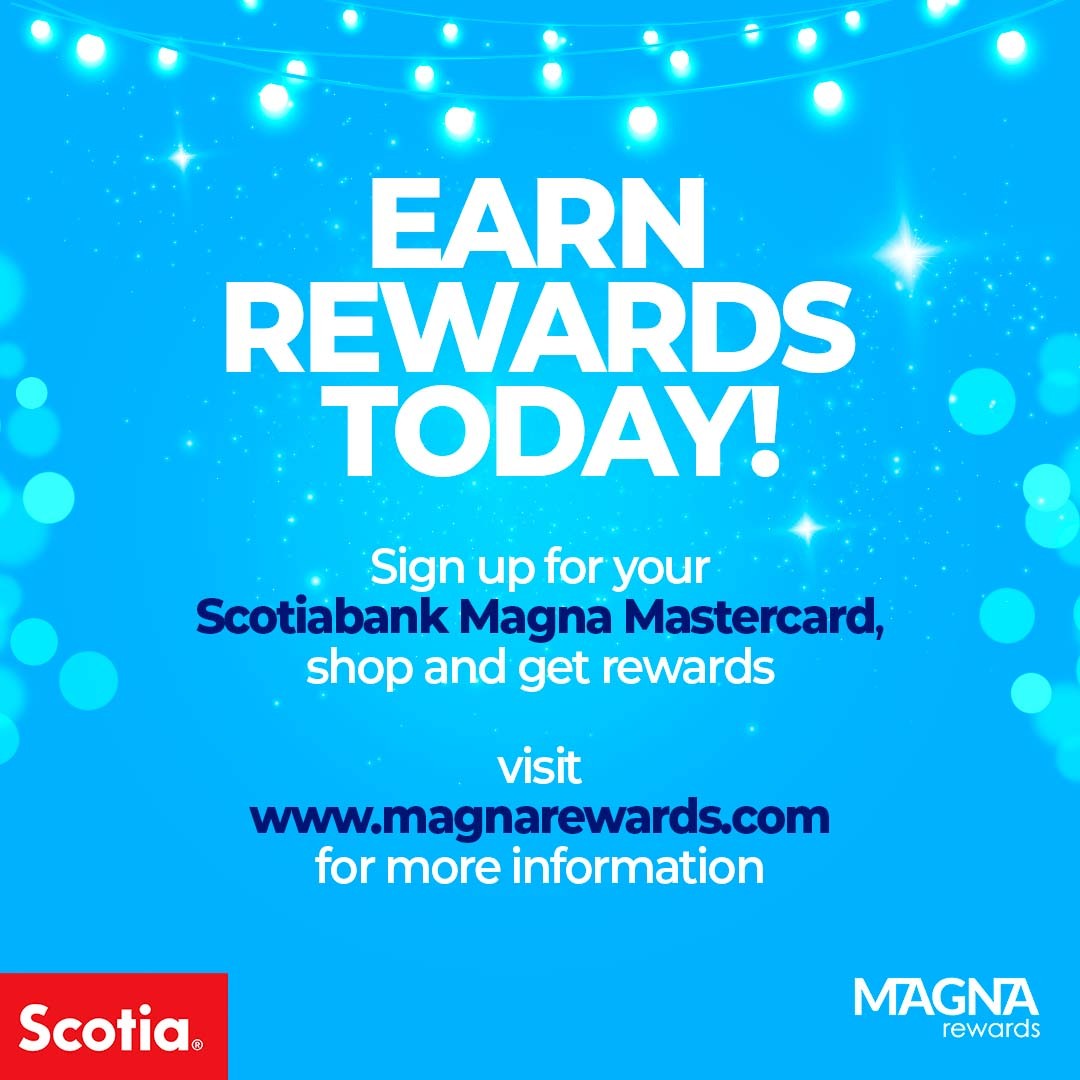 EARN
REWARDS
TODAY!
Sign up for your
Scotiabank Magna Mastercard,
shop and get rewards
visit
www.magnarewards.com
for more information
Scotia®
MAGNA
rewards